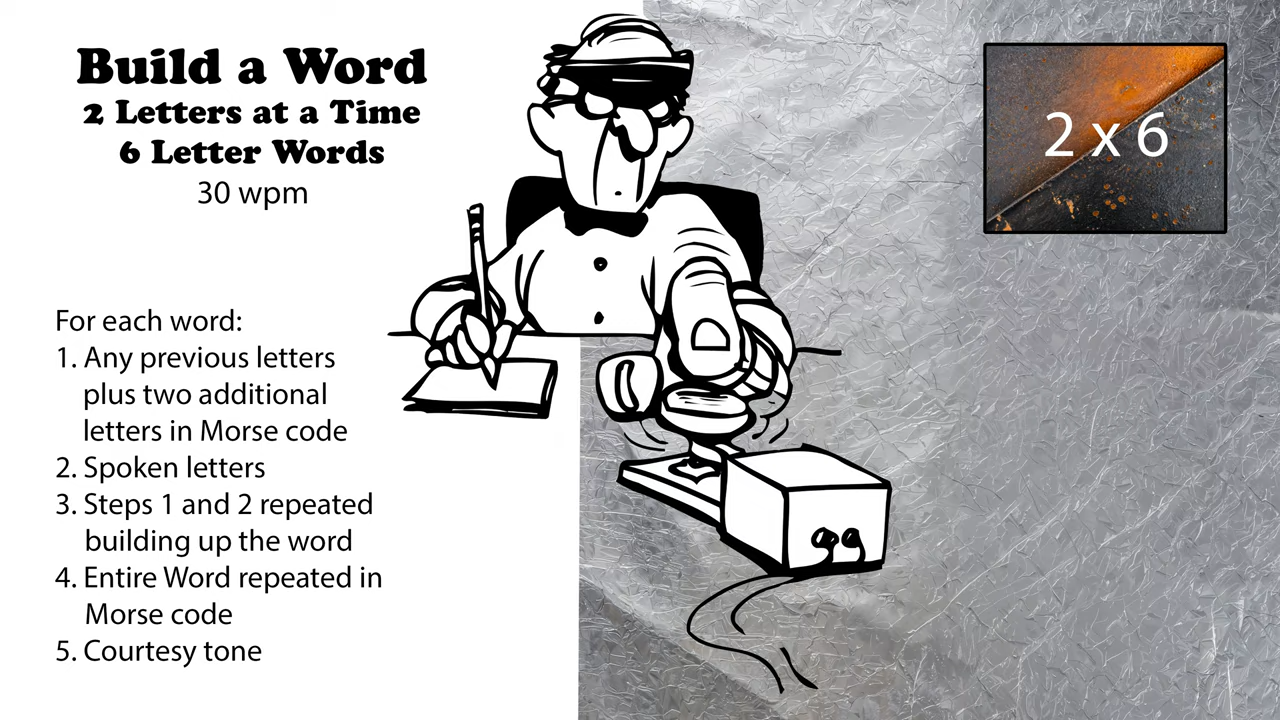 Build a Word
2 Letters at a Time
6 Letter Words
30 wpm
2 x 6
For each word:
1. Any previous letters
plus two additional
letters in Morse code
2. Spoken letters
3. Steps 1 and 2 repeated
building up the word
4. Entire Word repeated in
Morse code
5. Courtesy tone